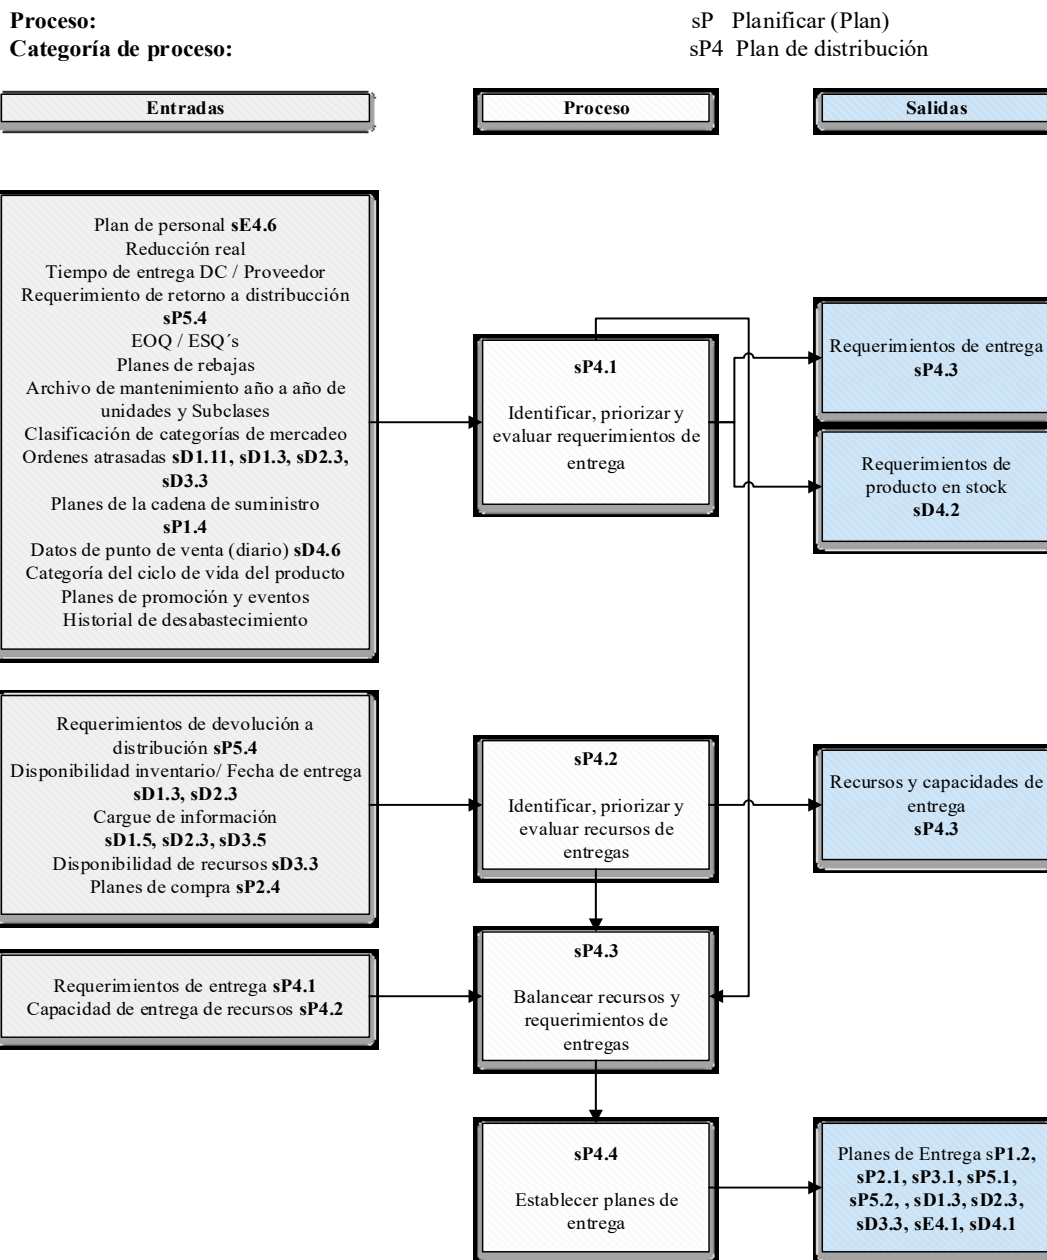 Proceso: sP Planificar (Plan)
Categoría de proceso: sP4 Plan de distribución
Entradas
Proceso
Salidas
Plan de personal sE4.6
Reducción real
Tiempo de entrega DC / Proveedor
Requerimiento de retorno a distribucción
sP5.4
EOQ / ESQ´s
Planes de rebajas
Archivo de mantenimiento año a año de
unidades y Subclases
Clasificación de categorías de mercadeo
Ordenes atrasadas sD1.11, sD1.3, sD2.3,
sD3.3
Planes de la cadena de suministro
sP1.4
Datos de punto de venta (diario) sD4.6
Categoría del ciclo de vida del producto
Planes de promoción y eventos
Historial de desabastecimiento
sP4.1
Identificar, priorizar y
evaluar requerimientos de
entrega
Requerimientos de entrega
sP4.3
Requerimientos de
producto en stock
sD4.2
Requerimientos de devolución a
distribución sP5.4
Disponibilidad inventario/ Fecha de entrega
sD1.3, sD2.3
Cargue de información
sD1.5, sD2.3, sD3.5
Disponibilidad de recursos sD3.3
Planes de compra sP2.4
sP4.2
Identificar, priorizar y
evaluar recursos de
entregas
Recursos y capacidades de
entrega
sP4.3
Requerimientos de entrega sP4.1
Capacidad de entrega de recursos sP4.2
sP4.3
Balancear recursos y
requerimientos de
entregas
sP4.4
Establecer planes de
entrega
Planes de Entrega sP1.2,
sP2.1, sP3.1, sP5.1,
sP5.2, , sD1.3, sD2.3,
sD3.3, sE4.1, sD4.1